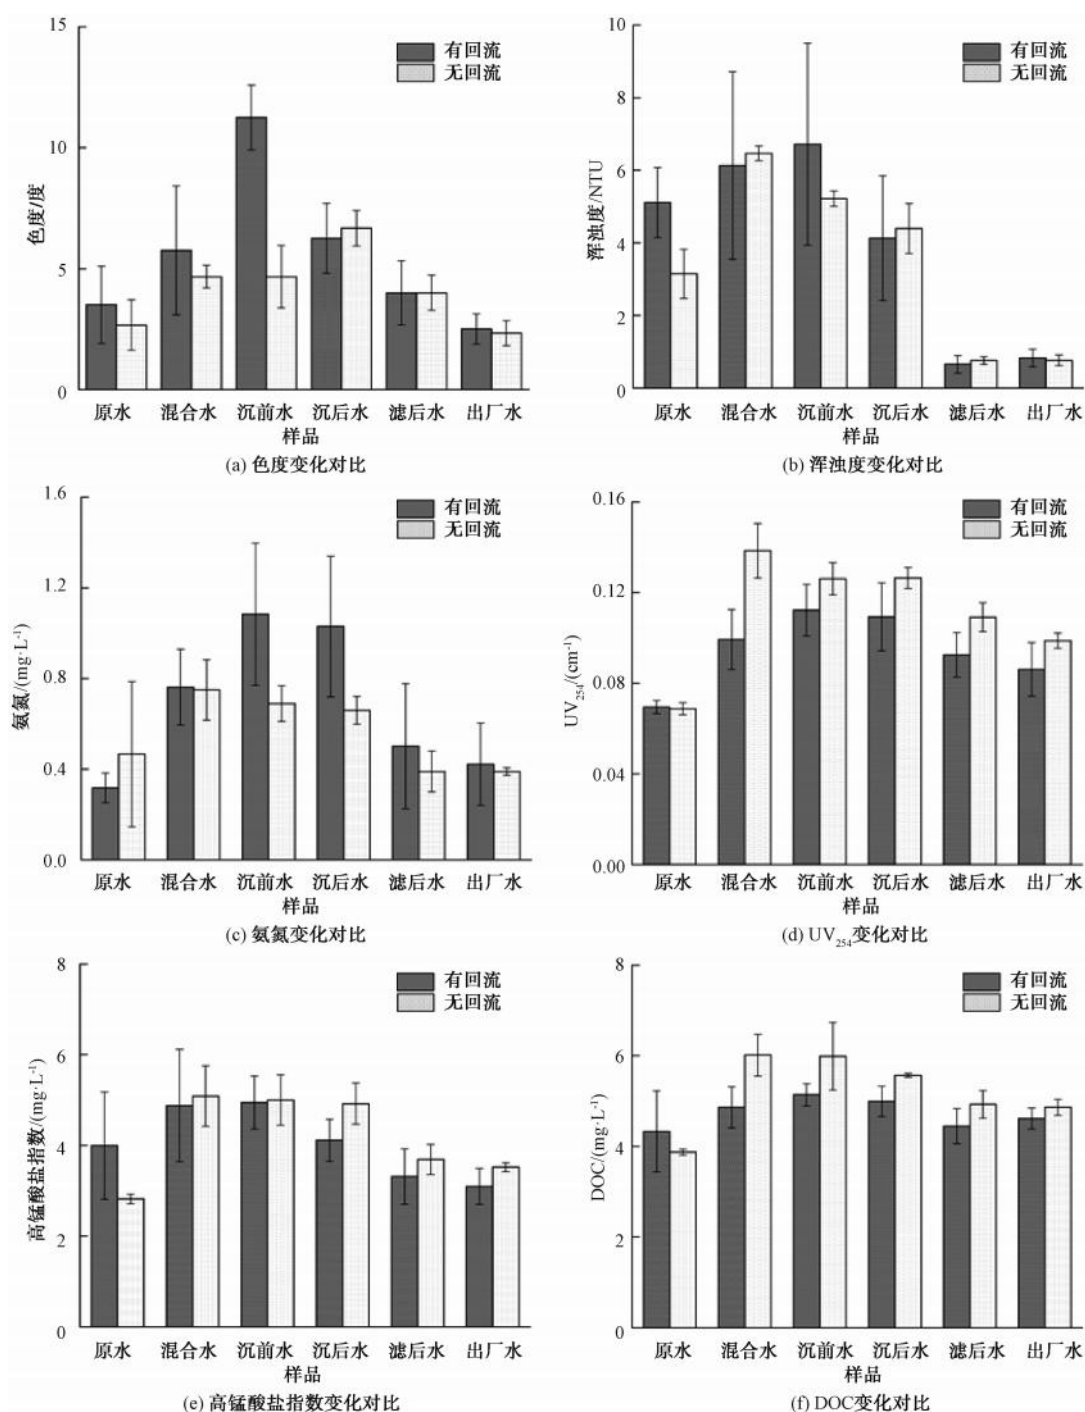 15
10
5
0
色度/度
有回流
无回流
原水 混合水 沉前水 沉后水 滤后水 出厂水
样品
(a) 色度变化对比
10
8
6
4
2
0
浑浊度/NTU
有回流
无回流
原水 混合水 沉前水 沉后水 滤后水 出厂水
样品
(b) 浑浊度变化对比
1.6
1.2
0.8
0.4
0.0
氨氮/(mg·L⁻¹)
有回流
无回流
原水 混合水 沉前水 沉后水 滤后水 出厂水
样品
(c) 氨氮变化对比
0.16
0.12
0.08
0.04
0.00
UV₂₅₄/(cm⁻¹)
有回流
无回流
原水 混合水 沉前水 沉后水 滤后水 出厂水
样品
(d) UV₂₅₄变化对比
8
6
4
2
0
高锰酸盐指数/(mg·L⁻¹)
有回流
无回流
原水 混合水 沉前水 沉后水 滤后水 出厂水
样品
(e) 高锰酸盐指数变化对比
8
6
4
2
0
DOC/(mg·L⁻¹)
有回流
无回流
原水 混合水 沉前水 沉后水 滤后水 出厂水
样品
(f) DOC变化对比